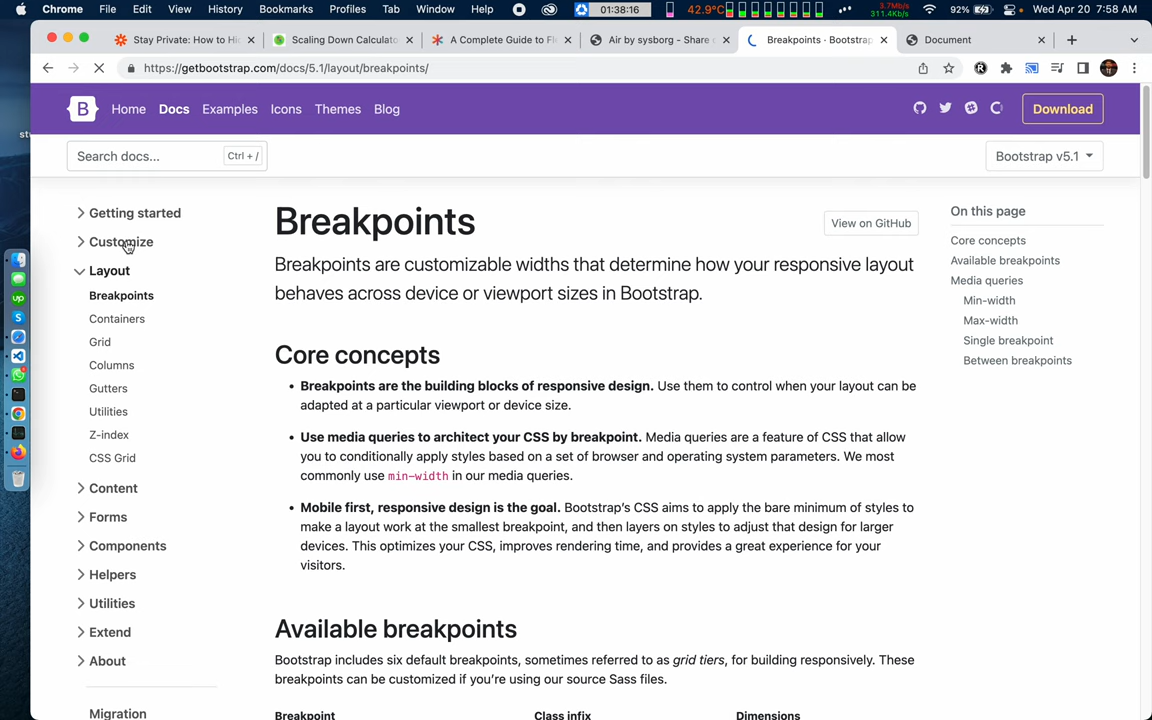 Chrome File Edit View History Bookmarks Profiles Tab Window Help 01:38:16 42.9°C 3.7MB/s 311.4KB/s 92% Wed Apr 20 7:58 AM
Stay Private: How to Hi Scaling Down Calculato A Complete Guide to Fl Air by sysborg - Share Breakpoints · Bootstrap Document
https://getbootstrap.com/docs/5.1/layout/breakpoints/
B Home Docs Examples Icons Themes Blog Download
Search docs... Ctrl + / Bootstrap v5.1
Getting started
Customize
Layout
Breakpoints
Containers
Grid
Columns
Gutters
Utilities
Z-index
CSS Grid
Content
Forms
Components
Helpers
Utilities
Extend
About
Migration
Breakpoints
View on GitHub
Breakpoints are customizable widths that determine how your responsive layout
behaves across device or viewport sizes in Bootstrap.
Core concepts
• Breakpoints are the building blocks of responsive design. Use them to control when your layout can be
adapted at a particular viewport or device size.
• Use media queries to architect your CSS by breakpoint. Media queries are a feature of CSS that allow
you to conditionally apply styles based on a set of browser and operating system parameters. We most
commonly use min-width in our media queries.
• Mobile first, responsive design is the goal. Bootstrap's CSS aims to apply the bare minimum of styles to
make a layout work at the smallest breakpoint, and then layers on styles to adjust that design for larger
devices. This optimizes your CSS, improves rendering time, and provides a great experience for your
visitors.
Available breakpoints
Bootstrap includes six default breakpoints, sometimes referred to as grid tiers, for building responsively. These
breakpoints can be customized if you're using our source Sass files.
Breakpoint Class infix Dimensions
On this page
Core concepts
Available breakpoints
Media queries
Min-width
Max-width
Single breakpoint
Between breakpoints